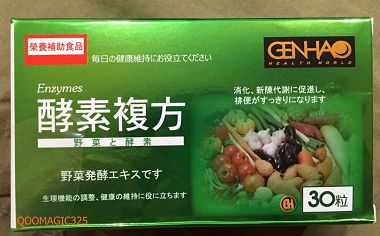 栄養補助食品
毎日の健康維持にお役立てください
GENHAO
HEALTH WORLD
Enzymes
酵素複方
野菜と酵素
消化、新陳代謝に促進し、
排便がすっきりになります
野菜発酵エキスです
生理機能の調整、健康の維持に役に立ちます
GH
30粒
QOOMAGIC325